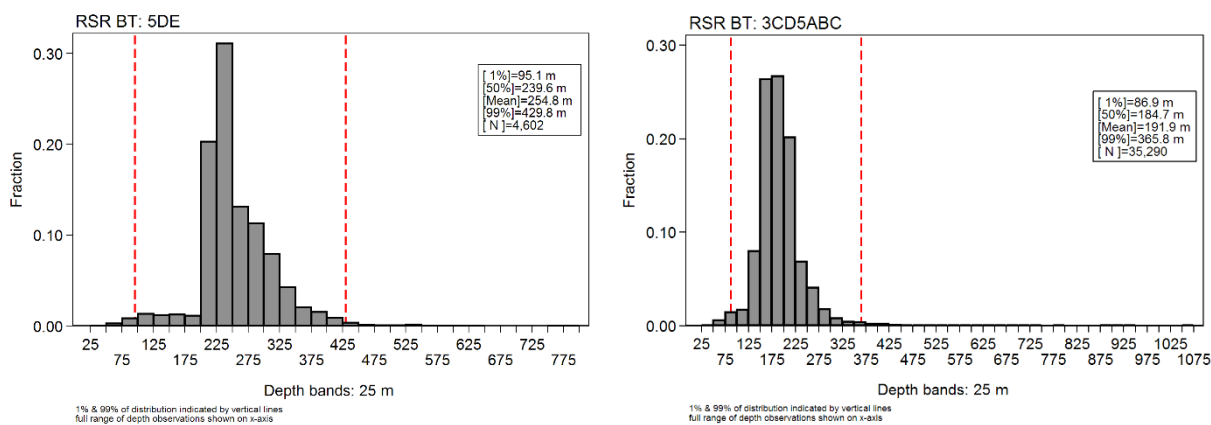 RSR BT: 5DE
0.30
0.20
0.10
0.00
Fraction
[ 1%]=95.1 m
[50%]=239.6 m
[Mean]=254.8 m
[99%]=429.8 m
[ N ]=4,602
25 125 225 325 425 525 625 725
75 175 275 375 475 575 675 775
Depth bands: 25 m
1% & 99% of distribution indicated by vertical lines
full range of depth observations shown on x-axis
RSR BT: 3CD5ABC
0.30
0.20
0.10
0.00
Fraction
[ 1%]=86.9 m
[50%]=184.7 m
[Mean]=191.9 m
[99%]=365.8 m
[ N ]=35,290
25 125 225 325 425 525 625 725 825 925 1025
75 175 275 375 475 575 675 775 875 975 1075
Depth bands: 25 m
1% & 99% of distribution indicated by vertical lines
full range of depth observations shown on x-axis